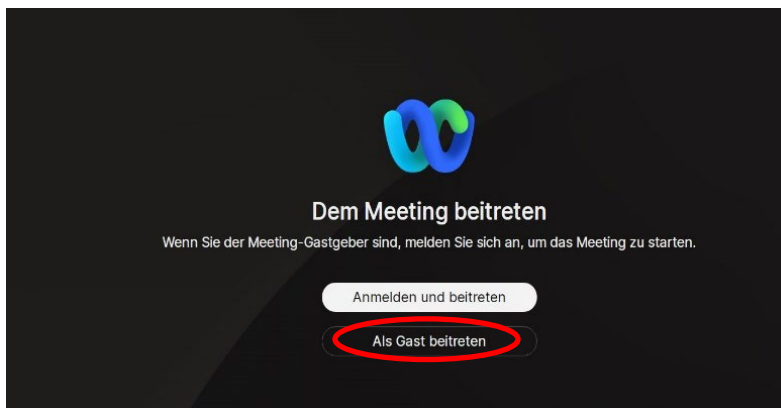 Dem Meeting beitreten
Wenn Sie der Meeting-Gastgeber sind, melden Sie sich an, um das Meeting zu starten.
Anmelden und beitreten
Als Gast beitreten